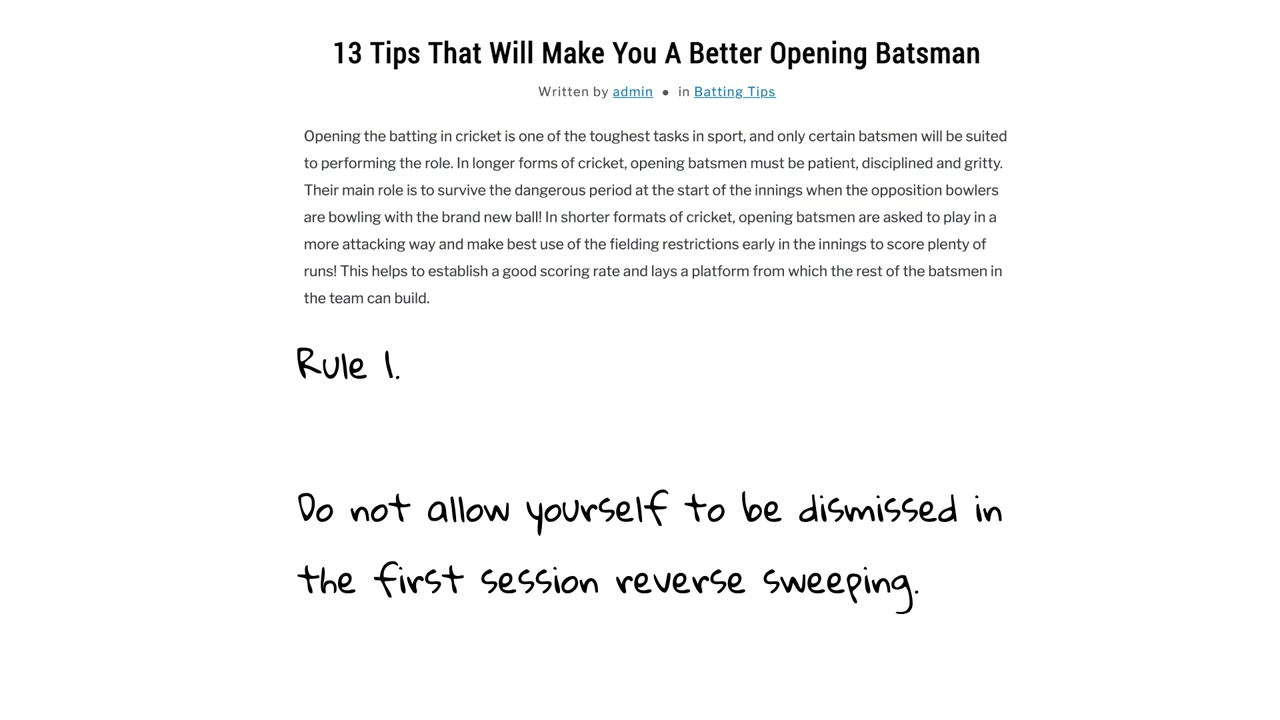 13 Tips That Will Make You A Better Opening Batsman
Written by admin ● in Batting Tips
Opening the batting in cricket is one of the toughest tasks in sport, and only certain batsmen will be suited
to performing the role. In longer forms of cricket, opening batsmen must be patient, disciplined and gritty.
Their main role is to survive the dangerous period at the start of the innings when the opposition bowlers
are bowling with the brand new ball! In shorter formats of cricket, opening batsmen are asked to play in a
more attacking way and make best use of the fielding restrictions early in the innings to score plenty of
runs! This helps to establish a good scoring rate and lays a platform from which the rest of the batsmen in
the team can build.
Rule 1.
Do not allow yourself to be dismissed in
the first session reverse sweeping.